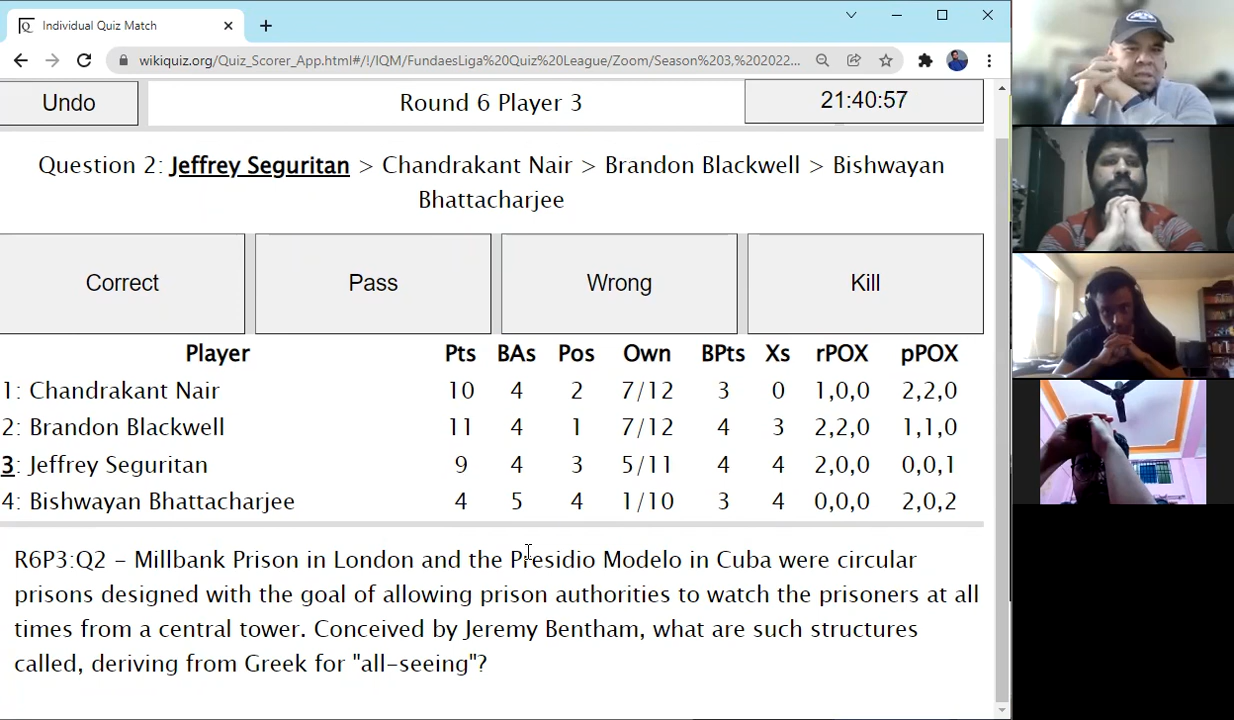 Individual Quiz Match
wikiquiz.org/Quiz_Scorer_App.html#/!/IQM/FundaesLiga%20Quiz%20League/Zoom/Season%203,%202022...
Undo
Round 6 Player 3
21:40:57
Question 2: Jeffrey Seguritan > Chandrakant Nair > Brandon Blackwell > Bishwayan
Bhattacharjee
Correct
Pass
Wrong
Kill
Player Pts BAs Pos Own BPts Xs rPOX pPOX
1: Chandrakant Nair 10 4 2 7/12 3 0 1,0,0 2,2,0
2: Brandon Blackwell 11 4 1 7/12 4 3 2,2,0 1,1,0
3: Jeffrey Seguritan 9 4 3 5/11 4 4 2,0,0 0,0,1
4: Bishwayan Bhattacharjee 4 5 4 1/10 3 4 0,0,0 2,0,2
R6P3:Q2 – Millbank Prison in London and the Presidio Modelo in Cuba were circular
prisons designed with the goal of allowing prison authorities to watch the prisoners at all
times from a central tower. Conceived by Jeremy Bentham, what are such structures
called, deriving from Greek for "all-seeing"?